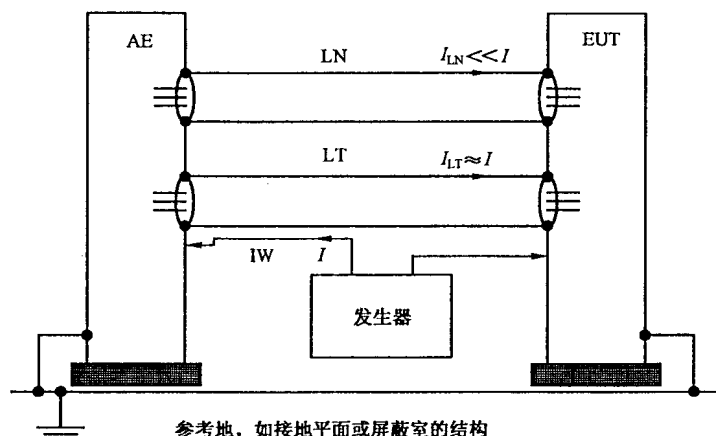 AE
EUT
LN
I_LN<<I
LT
I_LT≈I
IW
I
发生器
参考地,如接地平面或屏蔽室的结构